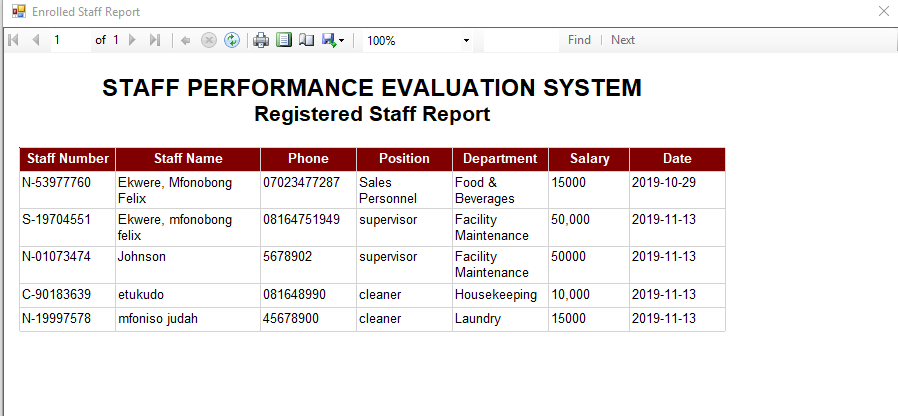 Enrolled Staff Report
1 of 1 100% Find | Next
STAFF PERFORMANCE EVALUATION SYSTEM
Registered Staff Report
Staff Number Staff Name Phone Position Department Salary Date
N-53977760 Ekwere, Mfonobong 07023477287 Sales Food & 15000 2019-10-29
Felix Personnel Beverages
S-19704551 Ekwere, mfonobong 08164751949 supervisor Facility 50,000 2019-11-13
felix Maintenance
N-01073474 Johnson 5678902 supervisor Facility 50000 2019-11-13
Maintenance
C-90183639 etukudo 081648990 cleaner Housekeeping 10,000 2019-11-13
N-19997578 mfoniso judah 45678900 cleaner Laundry 15000 2019-11-13